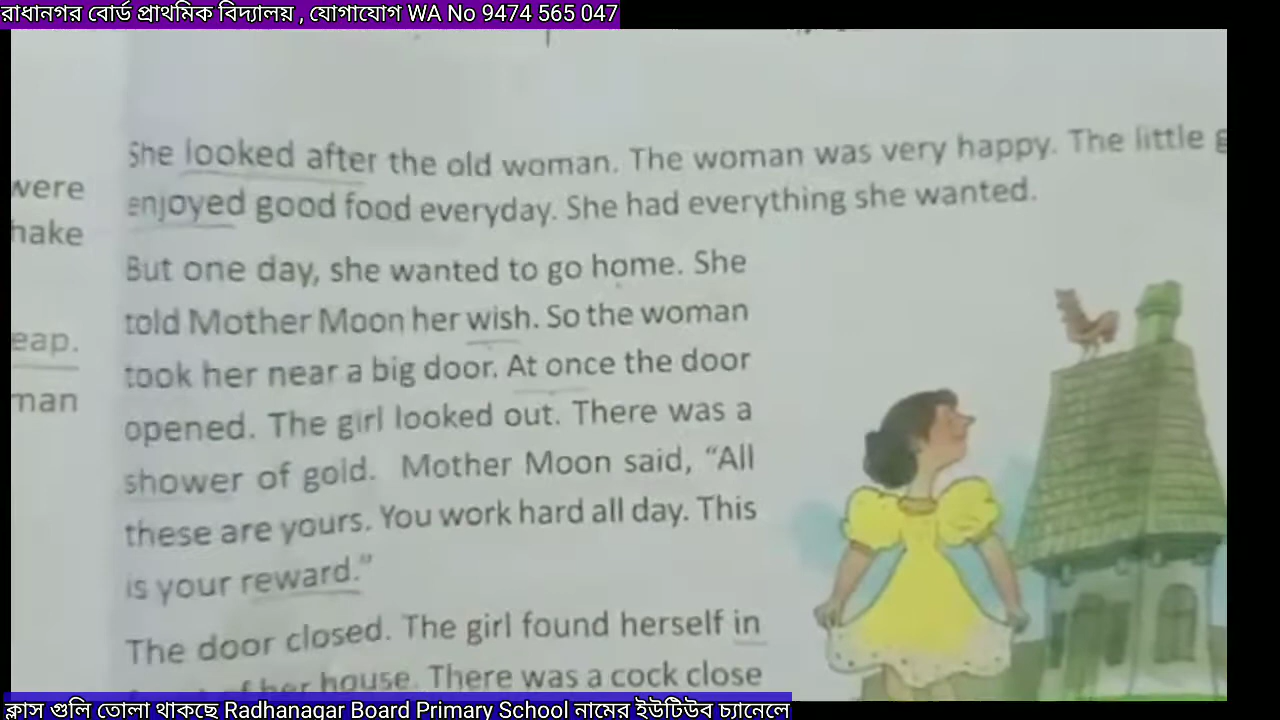 রাধানগর বোর্ড প্রাথমিক বিদ্যালয় , যোগাযোগ WA No 9474 565 047
She looked after the old woman. The woman was very happy. The little
enjoyed good food everyday. She had everything she wanted.
were
hake
But one day, she wanted to go home. She
told Mother Moon her wish. So the woman
eap.
took her near a big door. At once the door
man
opened. The girl looked out. There was a
shower of gold. Mother Moon said, “All
these are yours. You work hard all day. This
is your reward.”
The door closed. The girl found herself in
of her house. There was a cock close
ক্লাস গুলি তোলা থাকছে Radhanagar Board Primary School নামের ইউটিউব চ্যানেলে